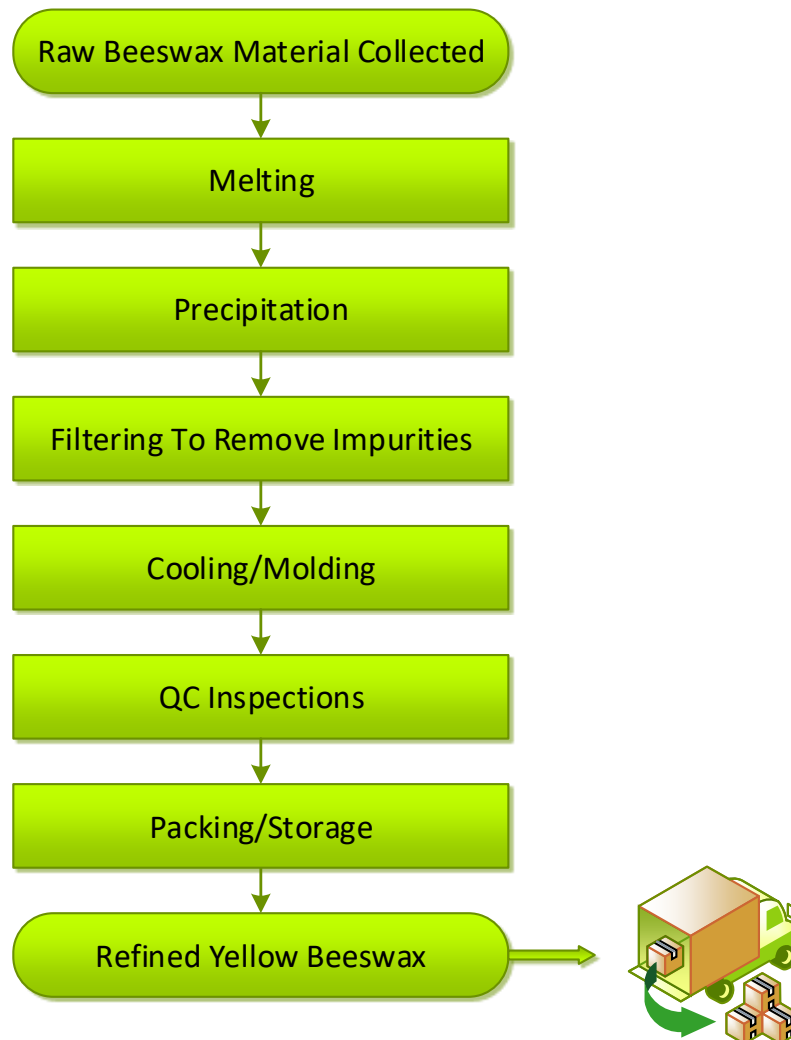 Raw Beeswax Material Collected
Melting
Precipitation
Filtering To Remove Impurities
Cooling/Molding
QC Inspections
Packing/Storage
Refined Yellow Beeswax